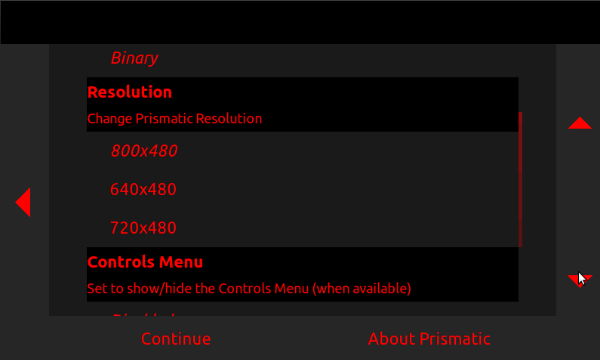 Binary
Resolution
Change Prismatic Resolution
800x480
640x480
720x480
Controls Menu
Set to show/hide the Controls Menu (when available)
Continue
About Prismatic